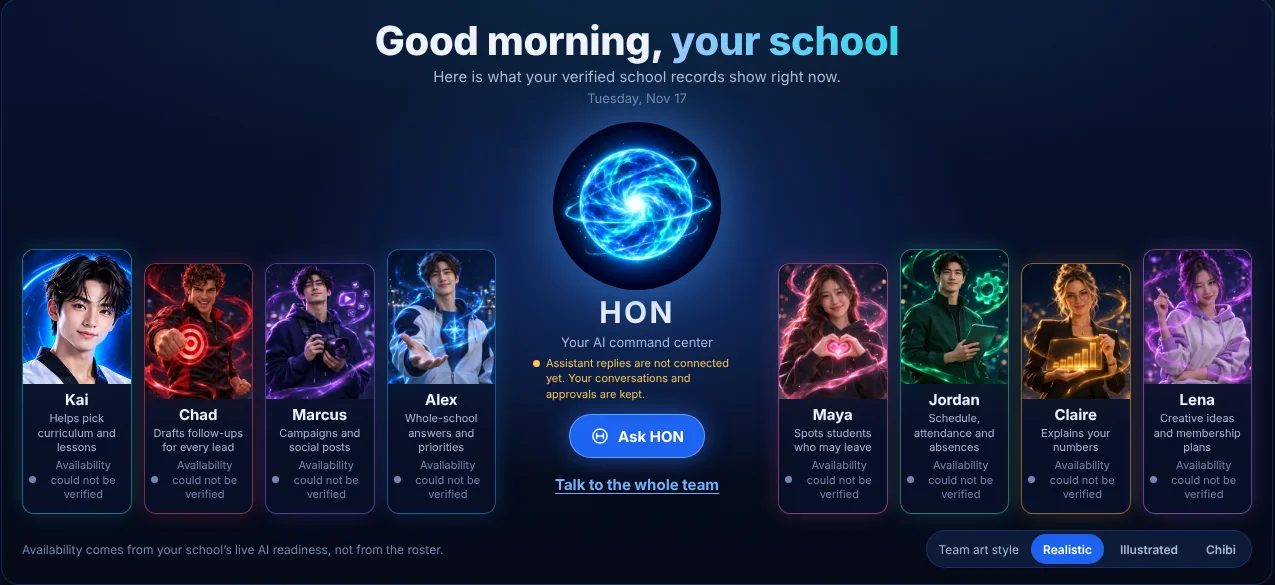 Good morning, your school
Here is what your verified school records show right now.
Tuesday, Nov 17
HON
Your AI command center
Assistant replies are not connected
yet. Your conversations and
approvals are kept.
Ask HON
Talk to the whole team
Kai
Helps pick
curriculum and
lessons
Availability
could not be
verified
Chad
Drafts follow-ups
for every lead
Availability
could not be
verified
Marcus
Campaigns and
social posts
Availability
could not be
verified
Alex
Whole-school
answers and
priorities
Availability
could not be
verified
Maya
Spots students
who may leave
Availability
could not be
verified
Jordan
Schedule,
attendance and
absences
Availability
could not be
verified
Claire
Explains your
numbers
Availability
could not be
verified
Lena
Creative ideas
and membership
plans
Availability
could not be
verified
Availability comes from your school's live AI readiness, not from the roster.
Team art style
Realistic
Illustrated
Chibi